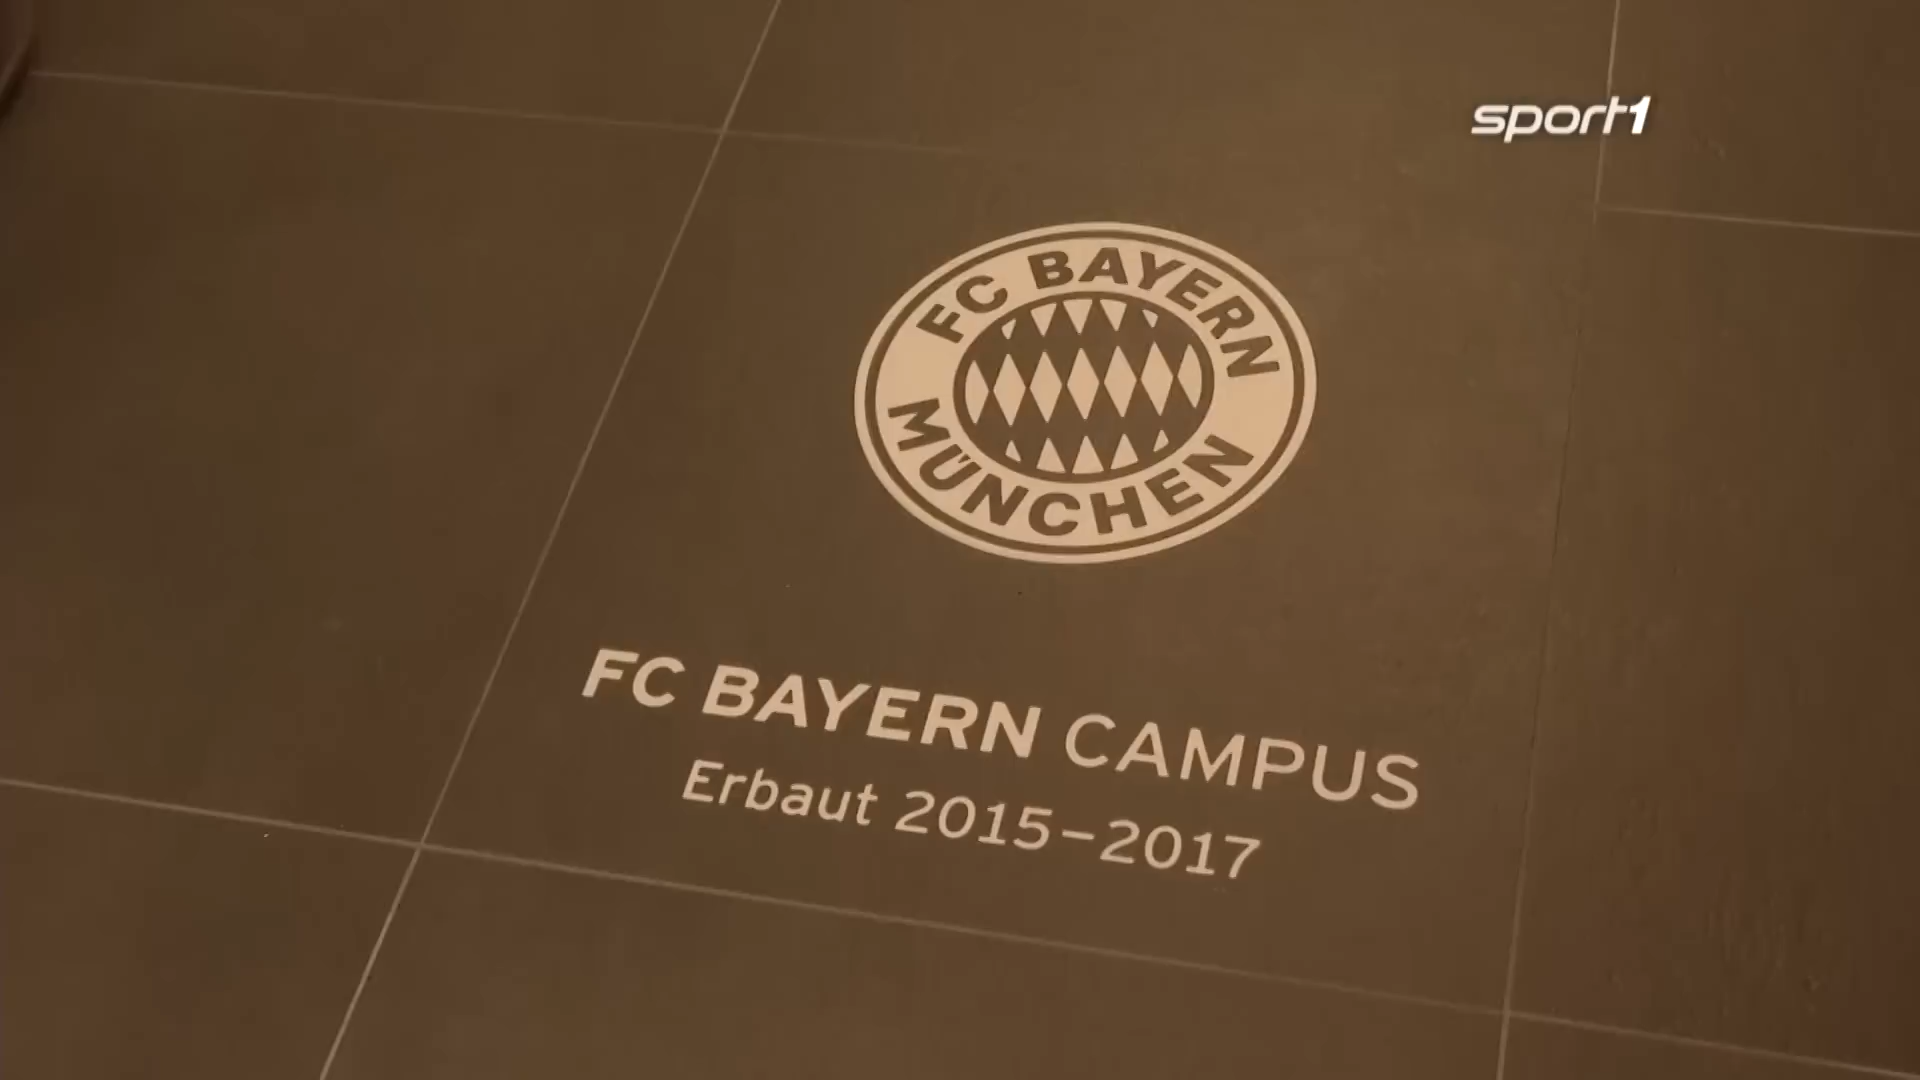 sport1
FC BAYERN
MÜNCHEN
FC BAYERN CAMPUS
Erbaut 2015–2017